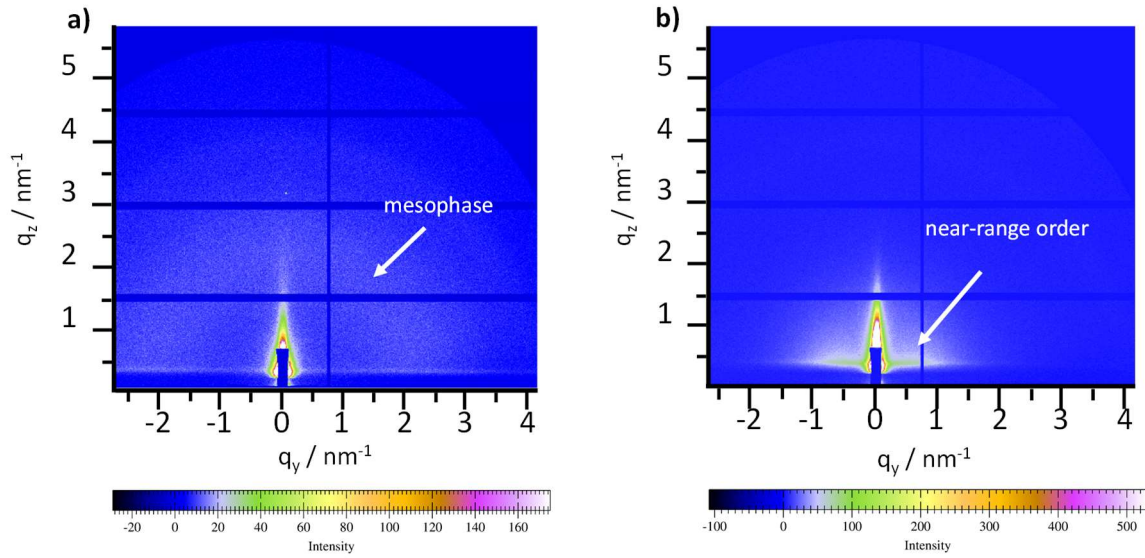 a)
5
4
3
2
1
q_z / nm⁻¹
mesophase
-2 -1 0 1 2 3 4
q_y / nm⁻¹
-20 0 20 40 60 80 100 120 140 160
Intensity
b)
5
4
3
2
1
q_z / nm⁻¹
near-range order
-2 -1 0 1 2 3 4
q_y / nm⁻¹
-100 0 100 200 300 400 500
Intensity